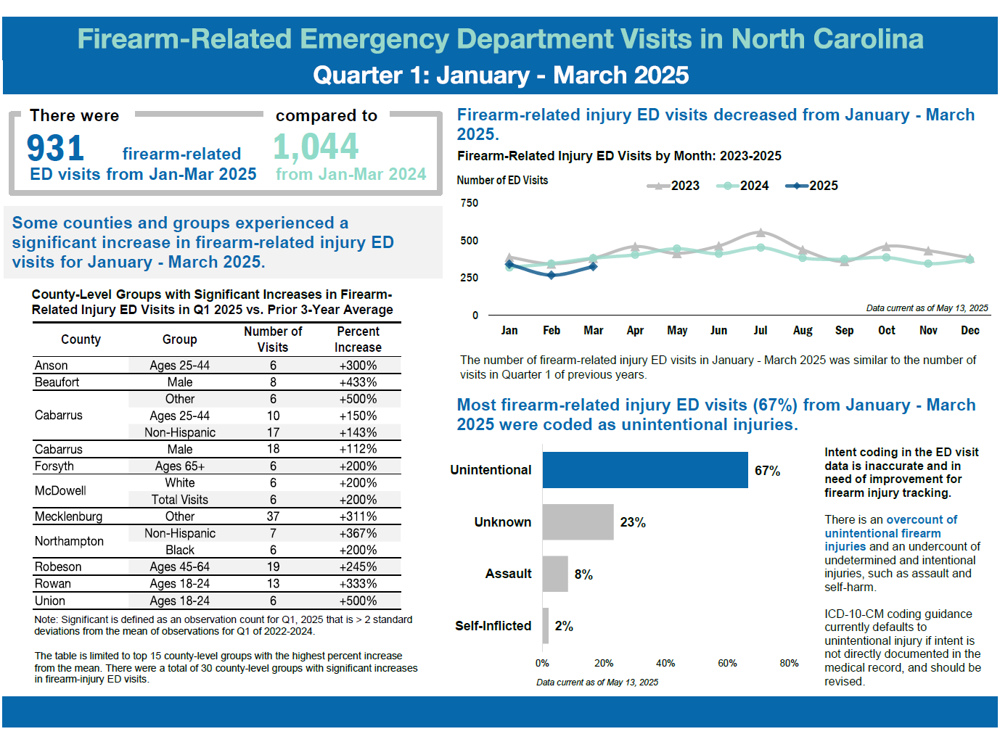 Firearm-Related Emergency Department Visits in North Carolina
Quarter 1: January - March 2025
There were
931 firearm-related
ED visits from Jan-Mar 2025
compared to
1,044
from Jan-Mar 2024
Some counties and groups experienced a
significant increase in firearm-related injury ED
visits for January - March 2025.
County-Level Groups with Significant Increases in Firearm-
Related Injury ED Visits in Q1 2025 vs. Prior 3-Year Average
County Group Number of Visits Percent Increase
Anson Ages 25-44 6 +300%
Beaufort Male 8 +433%
Cabarrus Other 6 +500%
Ages 25-44 10 +150%
Non-Hispanic 17 +143%
Cabarrus Male 18 +112%
Forsyth Ages 65+ 6 +200%
McDowell White 6 +200%
Total Visits 6 +200%
Mecklenburg Other 37 +311%
Northampton Non-Hispanic 7 +367%
Black 6 +200%
Robeson Ages 45-64 19 +245%
Rowan Ages 18-24 13 +333%
Union Ages 18-24 6 +500%
Note: Significant is defined as an observation count for Q1, 2025 that is > 2 standard
deviations from the mean of observations for Q1 of 2022-2024.
The table is limited to top 15 county-level groups with the highest percent increase
from the mean. There were a total of 30 county-level groups with significant increases
in firearm-injury ED visits.
Firearm-related injury ED visits decreased from January - March
2025.
Firearm-Related Injury ED Visits by Month: 2023-2025
Number of ED Visits
2023 2024 2025
750
500
250
0
Data current as of May 13, 2025
Jan Feb Mar Apr May Jun Jul Aug Sep Oct Nov Dec
The number of firearm-related injury ED visits in January - March 2025 was similar to the number of
visits in Quarter 1 of previous years.
Most firearm-related injury ED visits (67%) from January - March
2025 were coded as unintentional injuries.
Unintentional 67%
Unknown 23%
Assault 8%
Self-Inflicted 2%
0% 20% 40% 60% 80%
Data current as of May 13, 2025
Intent coding in the ED visit
data is inaccurate and in
need of improvement for
firearm injury tracking.
There is an overcount of
unintentional firearm
injuries and an undercount of
undetermined and intentional
injuries, such as assault and
self-harm.
ICD-10-CM coding guidance
currently defaults to
unintentional injury if intent is
not directly documented in the
medical record, and should be
revised.